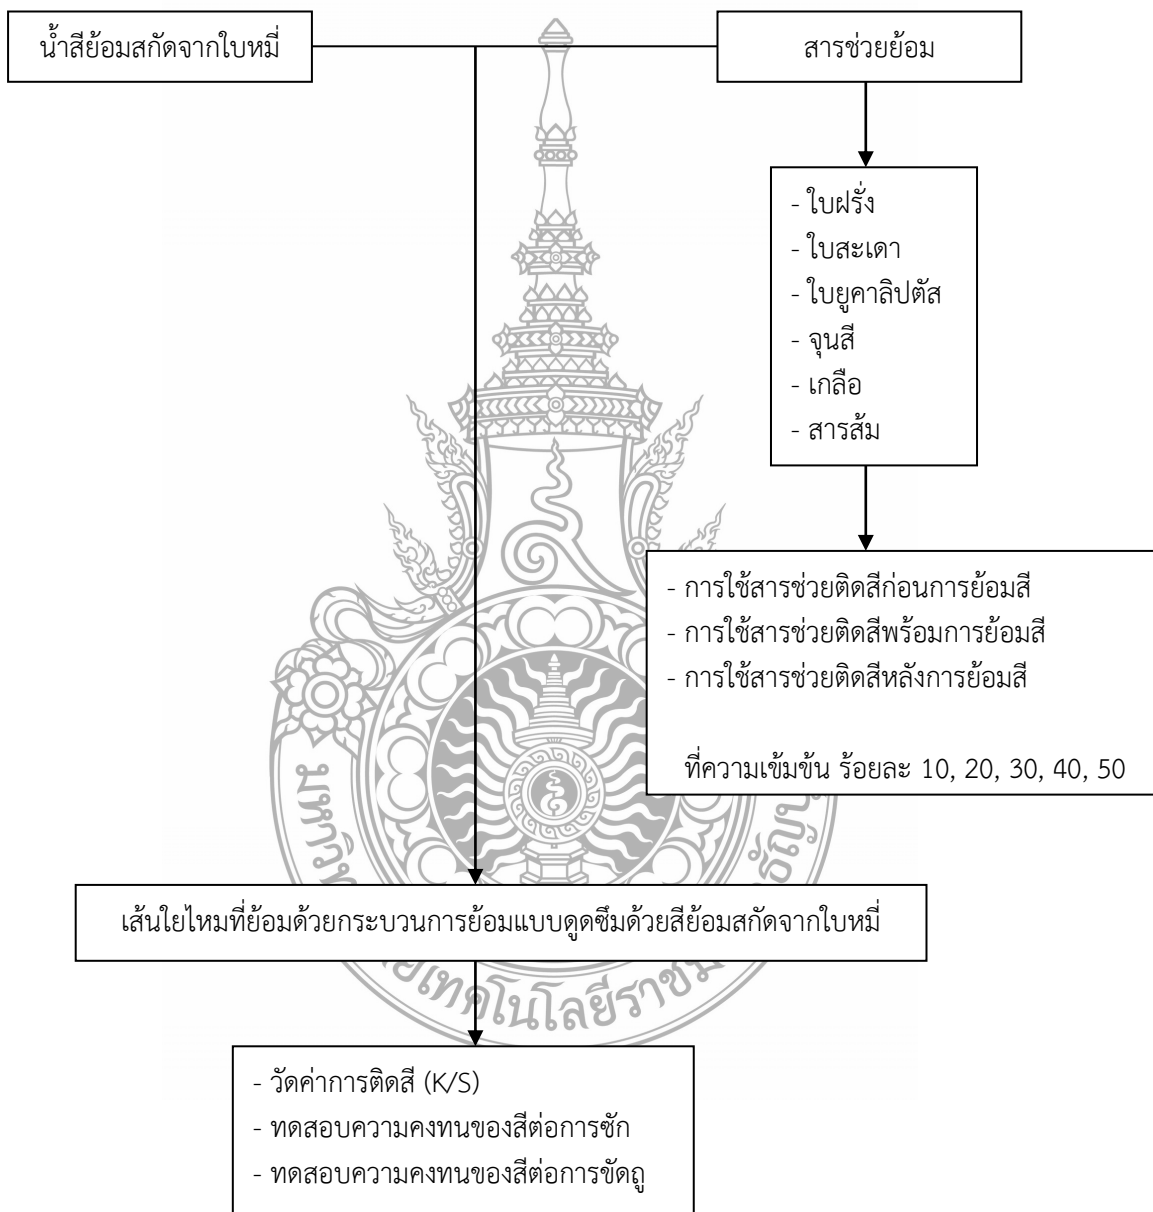 น้ำสีย้อมสกัดจากใบหมี่
สารช่วยย้อม
- ใบฝรั่ง
- ใบสะเดา
- ใบยูคาลิปตัส
- จุนสี
- เกลือ
- สารส้ม
- การใช้สารช่วยติดสีก่อนการย้อมสี
- การใช้สารช่วยติดสีพร้อมการย้อมสี
- การใช้สารช่วยติดสีหลังการย้อมสี
ที่ความเข้มข้น ร้อยละ 10, 20, 30, 40, 50
เส้นใยไหมที่ย้อมด้วยกระบวนการย้อมแบบดูดซึมด้วยสีย้อมสกัดจากใบหมี่
- วัดค่าการติดสี (K/S)
- ทดสอบความคงทนของสีต่อการซัก
- ทดสอบความคงทนของสีต่อการขัดถู